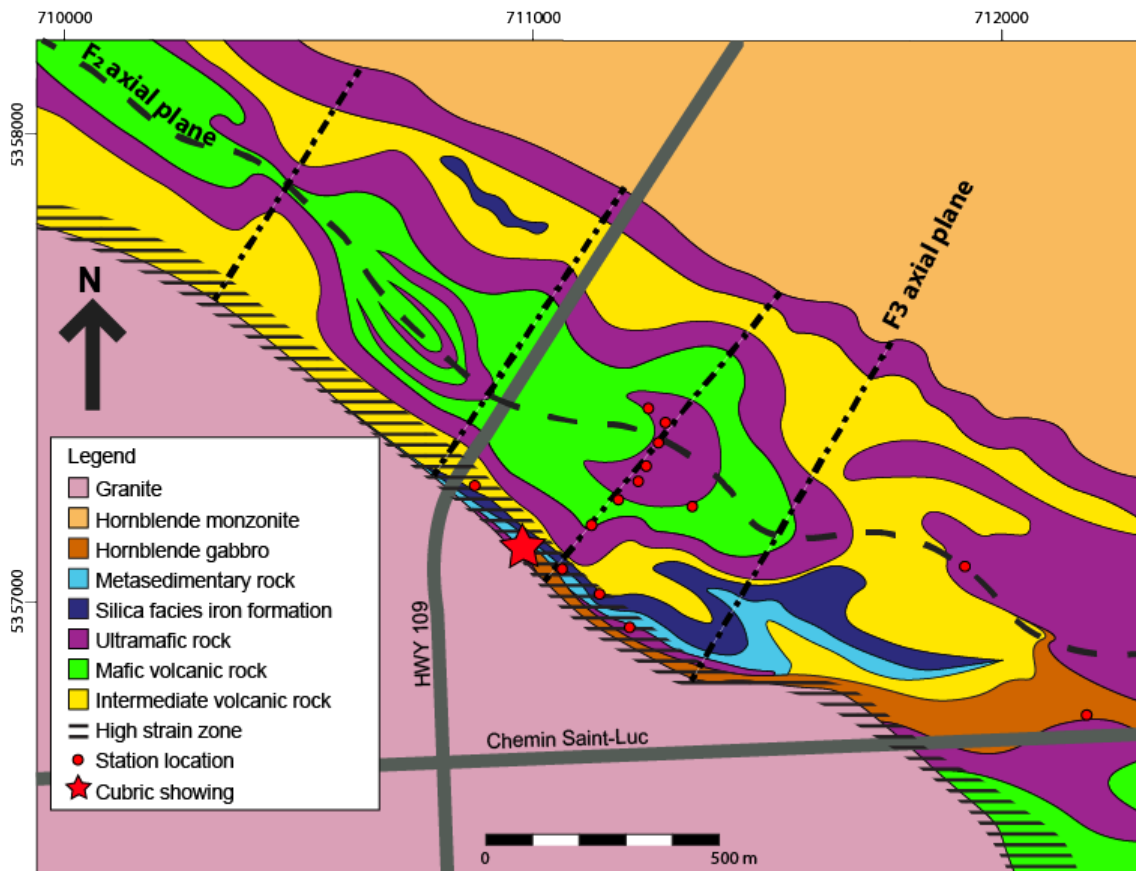 710000
711000
712000
5358000
5357000
F₂ axial plane
F3 axial plane
N
Legend
Granite
Hornblende monzonite
Hornblende gabbro
Metasedimentary rock
Silica facies iron formation
Ultramafic rock
Mafic volcanic rock
Intermediate volcanic rock
High strain zone
Station location
Cubric showing
HWY 109
Chemin Saint-Luc
0
500 m